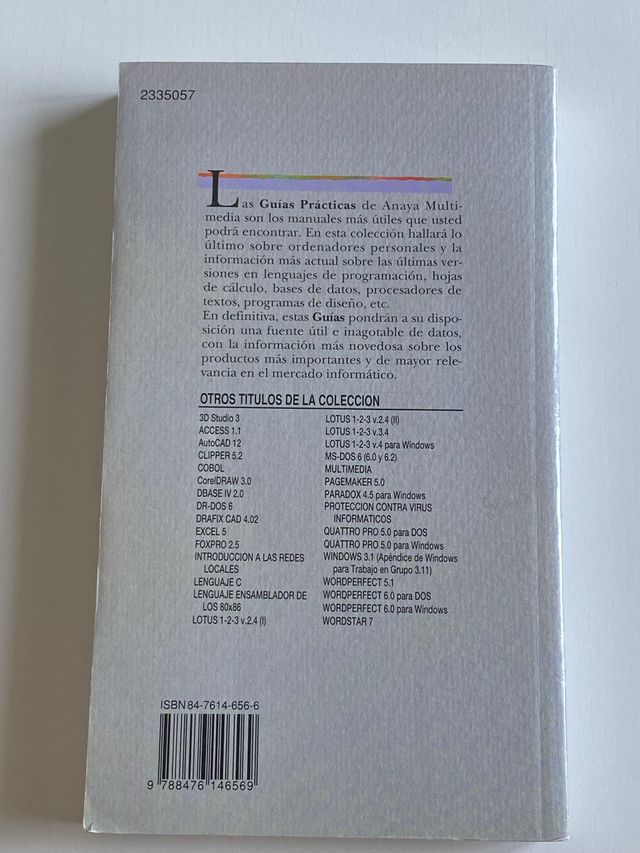 2335057
Las Guías Prácticas de Anaya Multi-
media son los manuales más útiles que usted
podrá encontrar. En esta colección hallará lo
último sobre ordenadores personales y la
información más actual sobre las últimas ver-
siones en lenguajes de programación, hojas
de cálculo, bases de datos, procesadores de
textos, programas de diseño, etc.
En definitiva, estas Guías pondrán a su dispo-
sición una fuente útil e inagotable de datos,
con la información más novedosa sobre los
productos más importantes y de mayor rele-
vancia en el mercado informático.
OTROS TITULOS DE LA COLECCION
3D Studio 3
ACCESS 1.1
AutoCAD 12
CLIPPER 5.2
COBOL
CorelDRAW 3.0
DBASE IV 2.0
DR-DOS 6
DRAFIX CAD 4.02
EXCEL 5
FOXPRO 2.5
INTRODUCCION A LAS REDES
LOCALES
LENGUAJE C
LENGUAJE ENSAMBLADOR DE
LOS 80x86
LOTUS 1-2-3 v.2.4 (I)
LOTUS 1-2-3 v.2.4 (II)
LOTUS 1-2-3 v.3.4
LOTUS 1-2-3 v.4 para Windows
MS-DOS 6 (6.0 y 6.2)
MULTIMEDIA
PAGEMAKER 5.0
PARADOX 4.5 para Windows
PROTECCION CONTRA VIRUS
INFORMATICOS
QUATTRO PRO 5.0 para DOS
QUATTRO PRO 5.0 para Windows
WINDOWS 3.1 (Apéndice de Windows
para Trabajo en Grupo 3.11)
WORDPERFECT 5.1
WORDPERFECT 6.0 para DOS
WORDPERFECT 6.0 para Windows
WORDSTAR 7
ISBN 84-7614-656-6
9 788476 146569